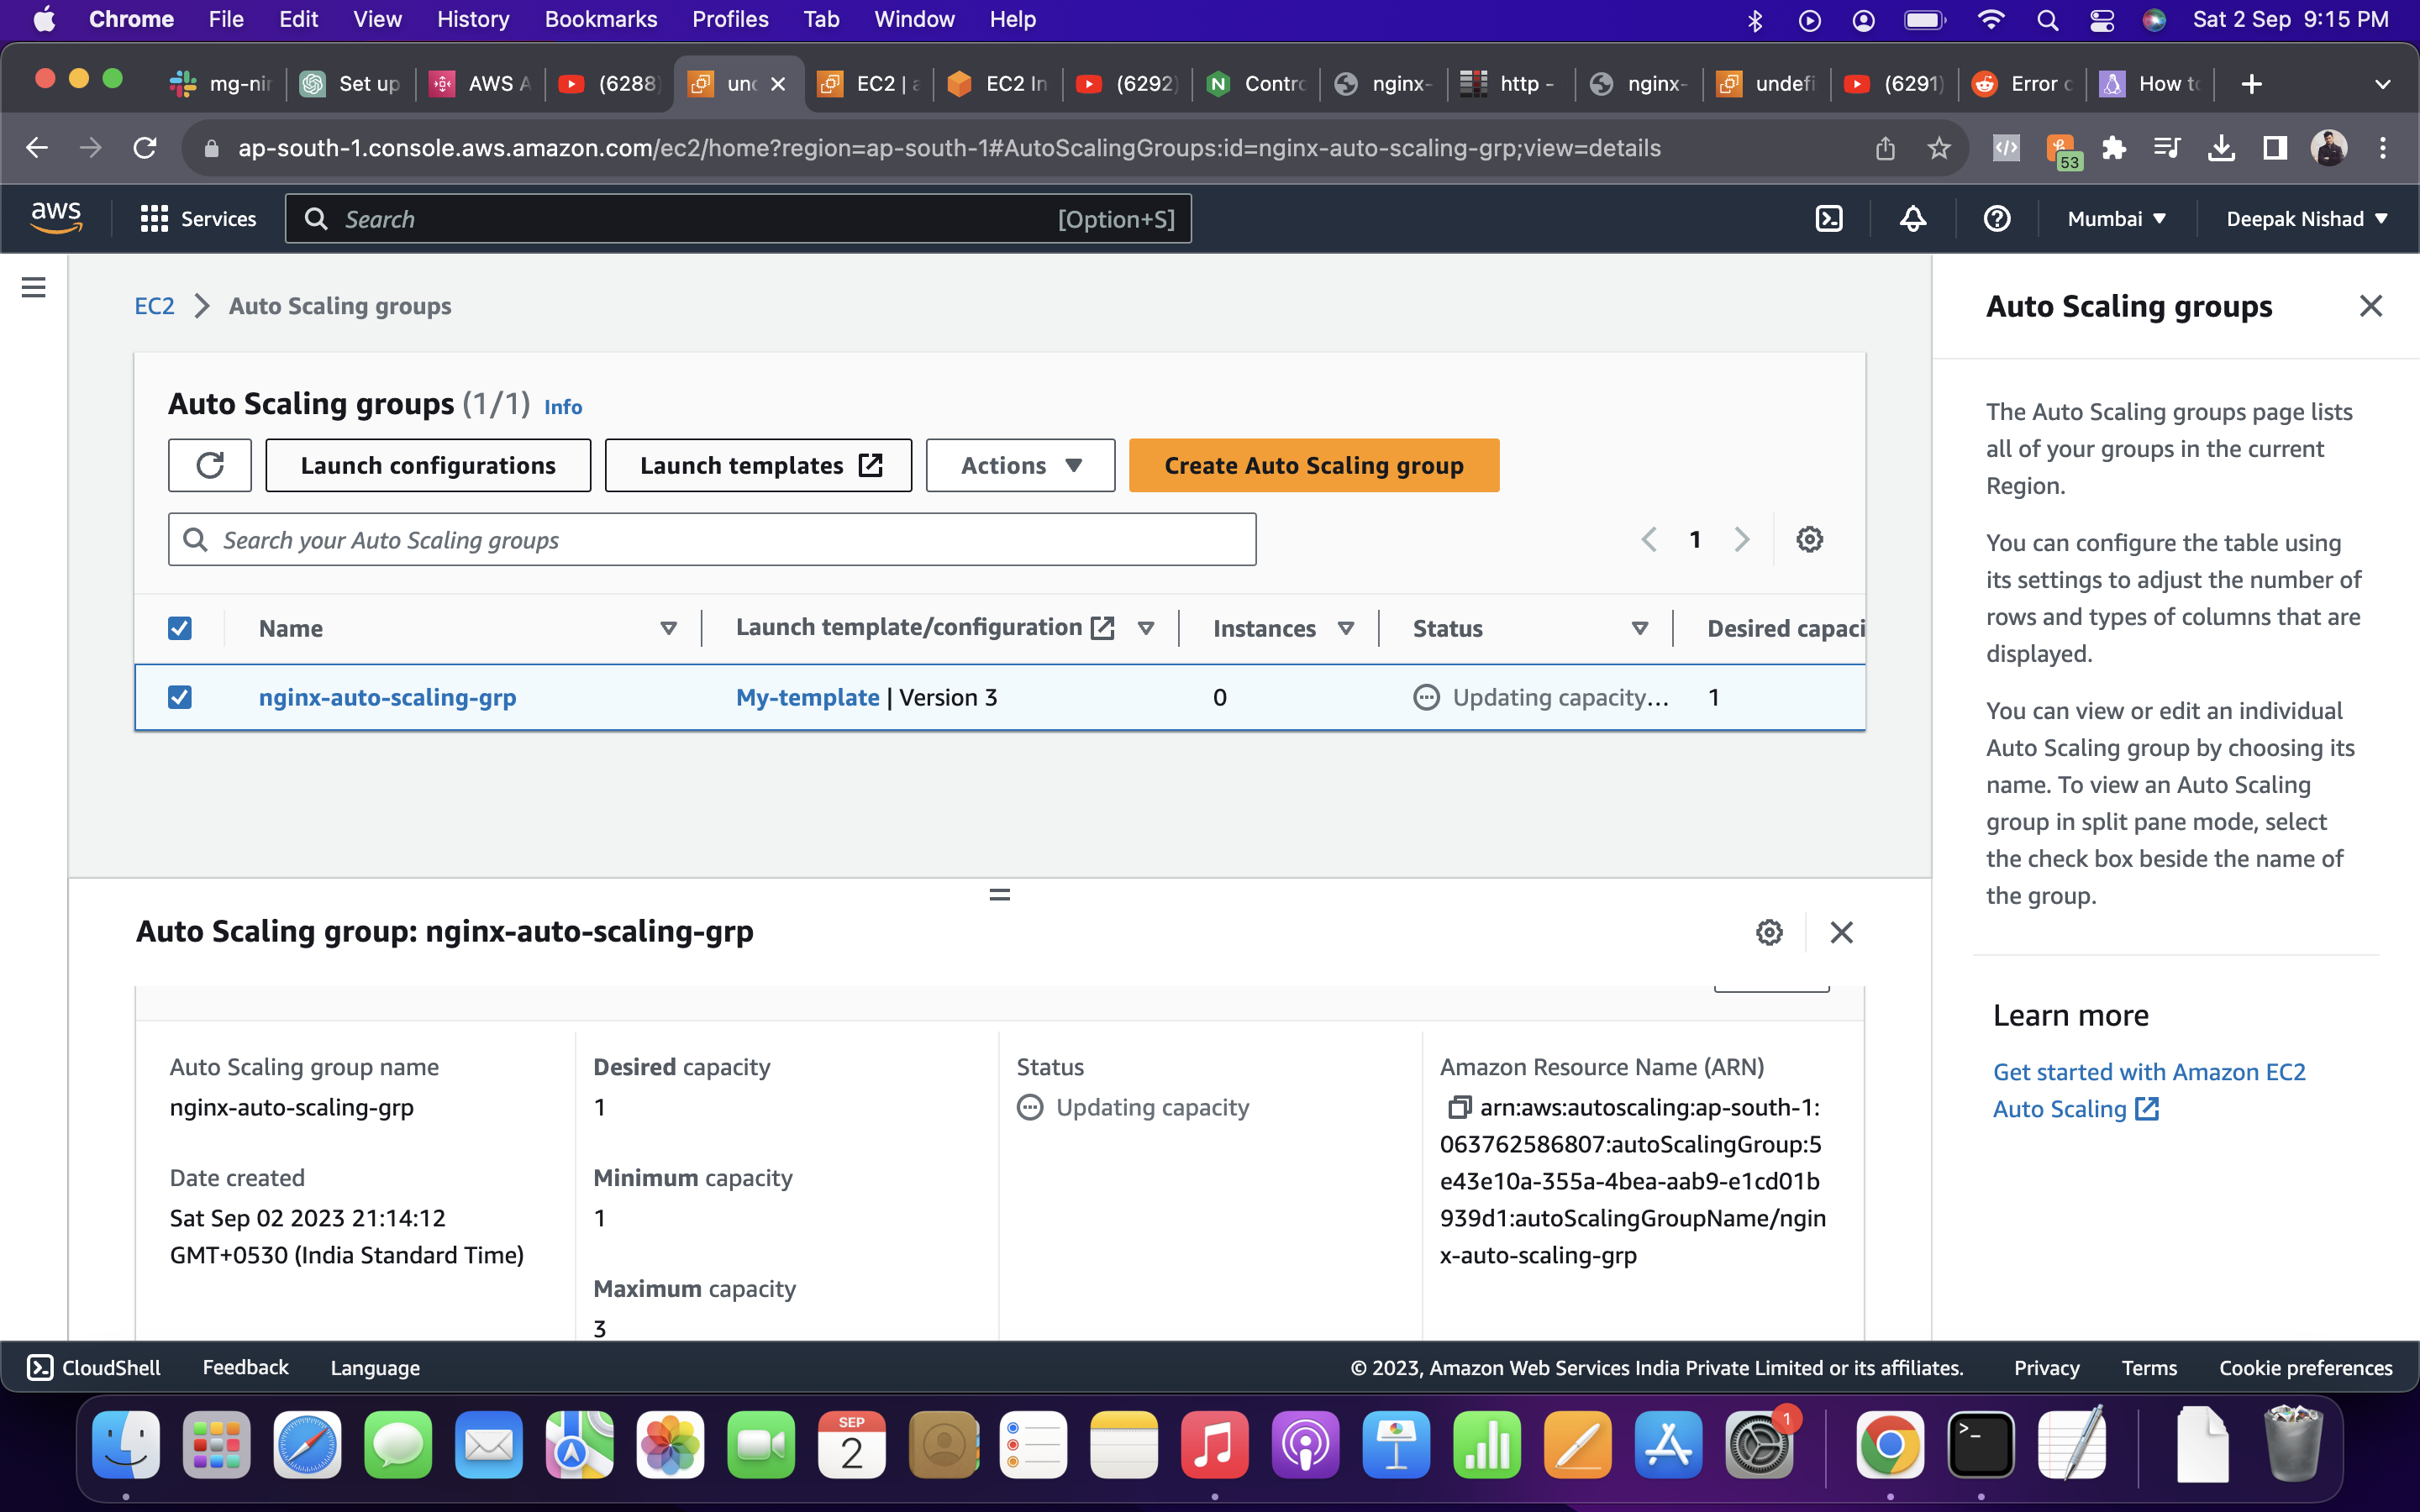 Chrome File Edit View History Bookmarks Profiles Tab Window Help Sat 2 Sep 9:15 PM
mg-nir Set up AWS A (6288) unc EC2 | a EC2 In (6292) Contro nginx- http - nginx- undefi (6291) Error c How to
ap-south-1.console.aws.amazon.com/ec2/home?region=ap-south-1#AutoScalingGroups:id=nginx-auto-scaling-grp;view=details
53
aws Services Search [Option+S] Mumbai Deepak Nishad
EC2 Auto Scaling groups
Auto Scaling groups (1/1) Info
Launch configurations Launch templates Actions Create Auto Scaling group
Search your Auto Scaling groups
1
Name Launch template/configuration Instances Status Desired capaci
nginx-auto-scaling-grp My-template | Version 3 0 Updating capacity... 1
Auto Scaling group: nginx-auto-scaling-grp
Auto Scaling group name
nginx-auto-scaling-grp
Date created
Sat Sep 02 2023 21:14:12
GMT+0530 (India Standard Time)
Desired capacity
1
Minimum capacity
1
Maximum capacity
3
Status
Updating capacity
Amazon Resource Name (ARN)
arn:aws:autoscaling:ap-south-1:
063762586807:autoScalingGroup:5
e43e10a-355a-4bea-aab9-e1cd01b
939d1:autoScalingGroupName/ngin
x-auto-scaling-grp
Auto Scaling groups
The Auto Scaling groups page lists
all of your groups in the current
Region.
You can configure the table using
its settings to adjust the number of
rows and types of columns that are
displayed.
You can view or edit an individual
Auto Scaling group by choosing its
name. To view an Auto Scaling
group in split pane mode, select
the check box beside the name of
the group.
Learn more
Get started with Amazon EC2
Auto Scaling
CloudShell Feedback Language © 2023, Amazon Web Services India Private Limited or its affiliates. Privacy Terms Cookie preferences
SEP
2
1